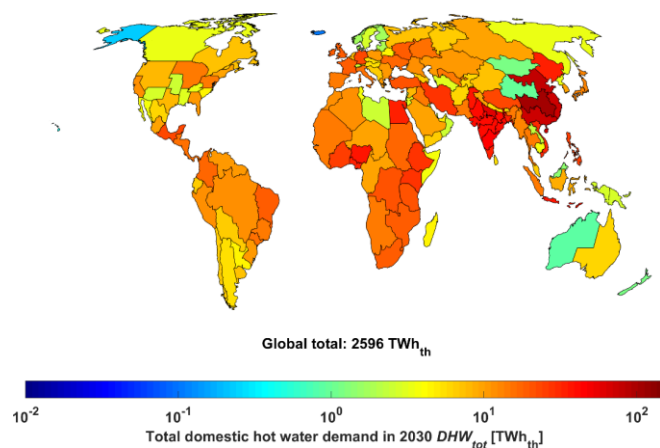 Global total: 2596 TWh_th
10^-2 10^-1 10^0 10^1 10^2
Total domestic hot water demand in 2030 DHW_tot [TWh_th]